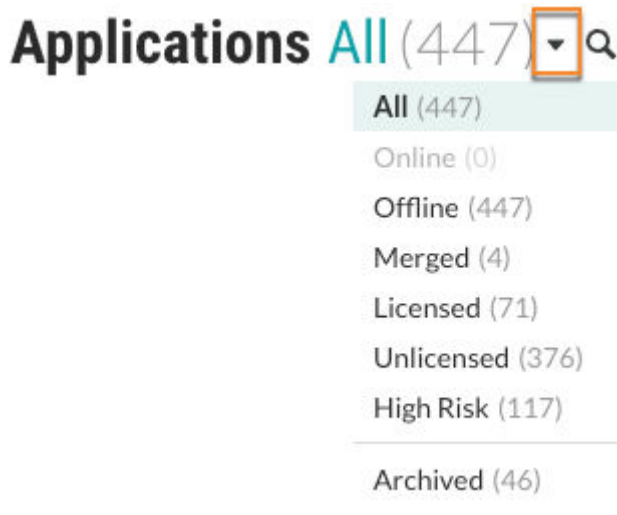 Applications All (447)
All (447)
Online (0)
Offline (447)
Merged (4)
Licensed (71)
Unlicensed (376)
High Risk (117)
Archived (46)